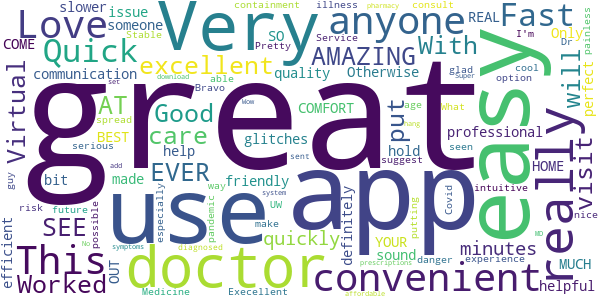 slower
issue
someone
containment
illness
pharmacy
consult
COME
Stable
SO
REAL
Only
Love
Very
anyone
Fast
Pretty
Service
glad
Dr
I'm
painless
Quick
AMAZING
With
cool
option
perfect
excellent
quality
Otherwise
Super
communication
download
able
Bravo
will
Virtual
set
Wow
great
easy
AT
Good
COMFORT
age
What
put
BEST
spread
care
glitches
hang
professional
serious
help
sent
hold
seen
suggest
really
visit
guy
bit
made
EVER
friendly
way
HOME
intuitive
nice
risk
future
possible
especially
use
app
pandemic
UW
system
make
definitely
Covid
putting
SEE
No
add
OUT
quickly
YOUR
minutes
MD
MUCH
efficient
This
doctor
sound
danger
experience
symptoms
diagnosed
convenient
prescriptions
Worked
Medicine
Execellent
affordable
helpful